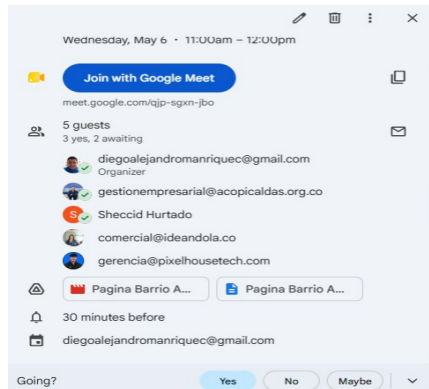 Wednesday, May 6 • 11:00am – 12:00pm
Join with Google Meet
meet.google.com/qjp-sgxn-jbo
5 guests
3 yes, 2 awaiting
diegoalejandromanriquec@gmail.com
Organizer
gestionempresarial@acopicaldas.org.co
S
Sheccid Hurtado
comercial@ideandola.co
gerencia@pixelhousetech.com
Pagina Barrio A... Pagina Barrio A...
30 minutes before
diegoalejandromanriquec@gmail.com
Going? Yes No Maybe